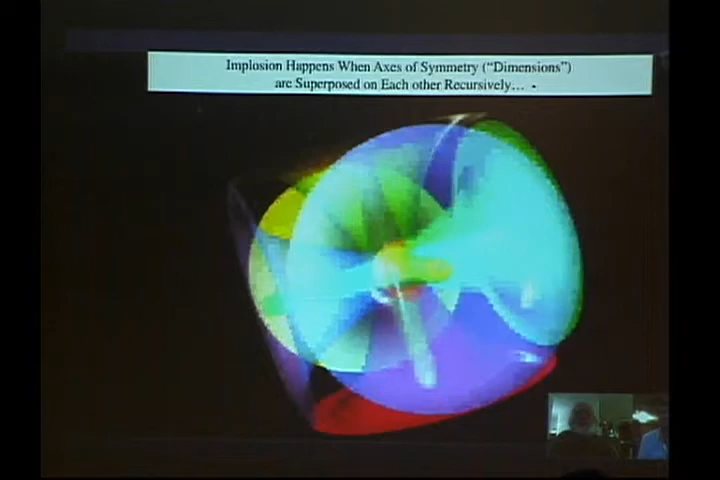 Implosion Happens When Axes of Symmetry ("Dimensions")
are Superposed on Each other Recursively...